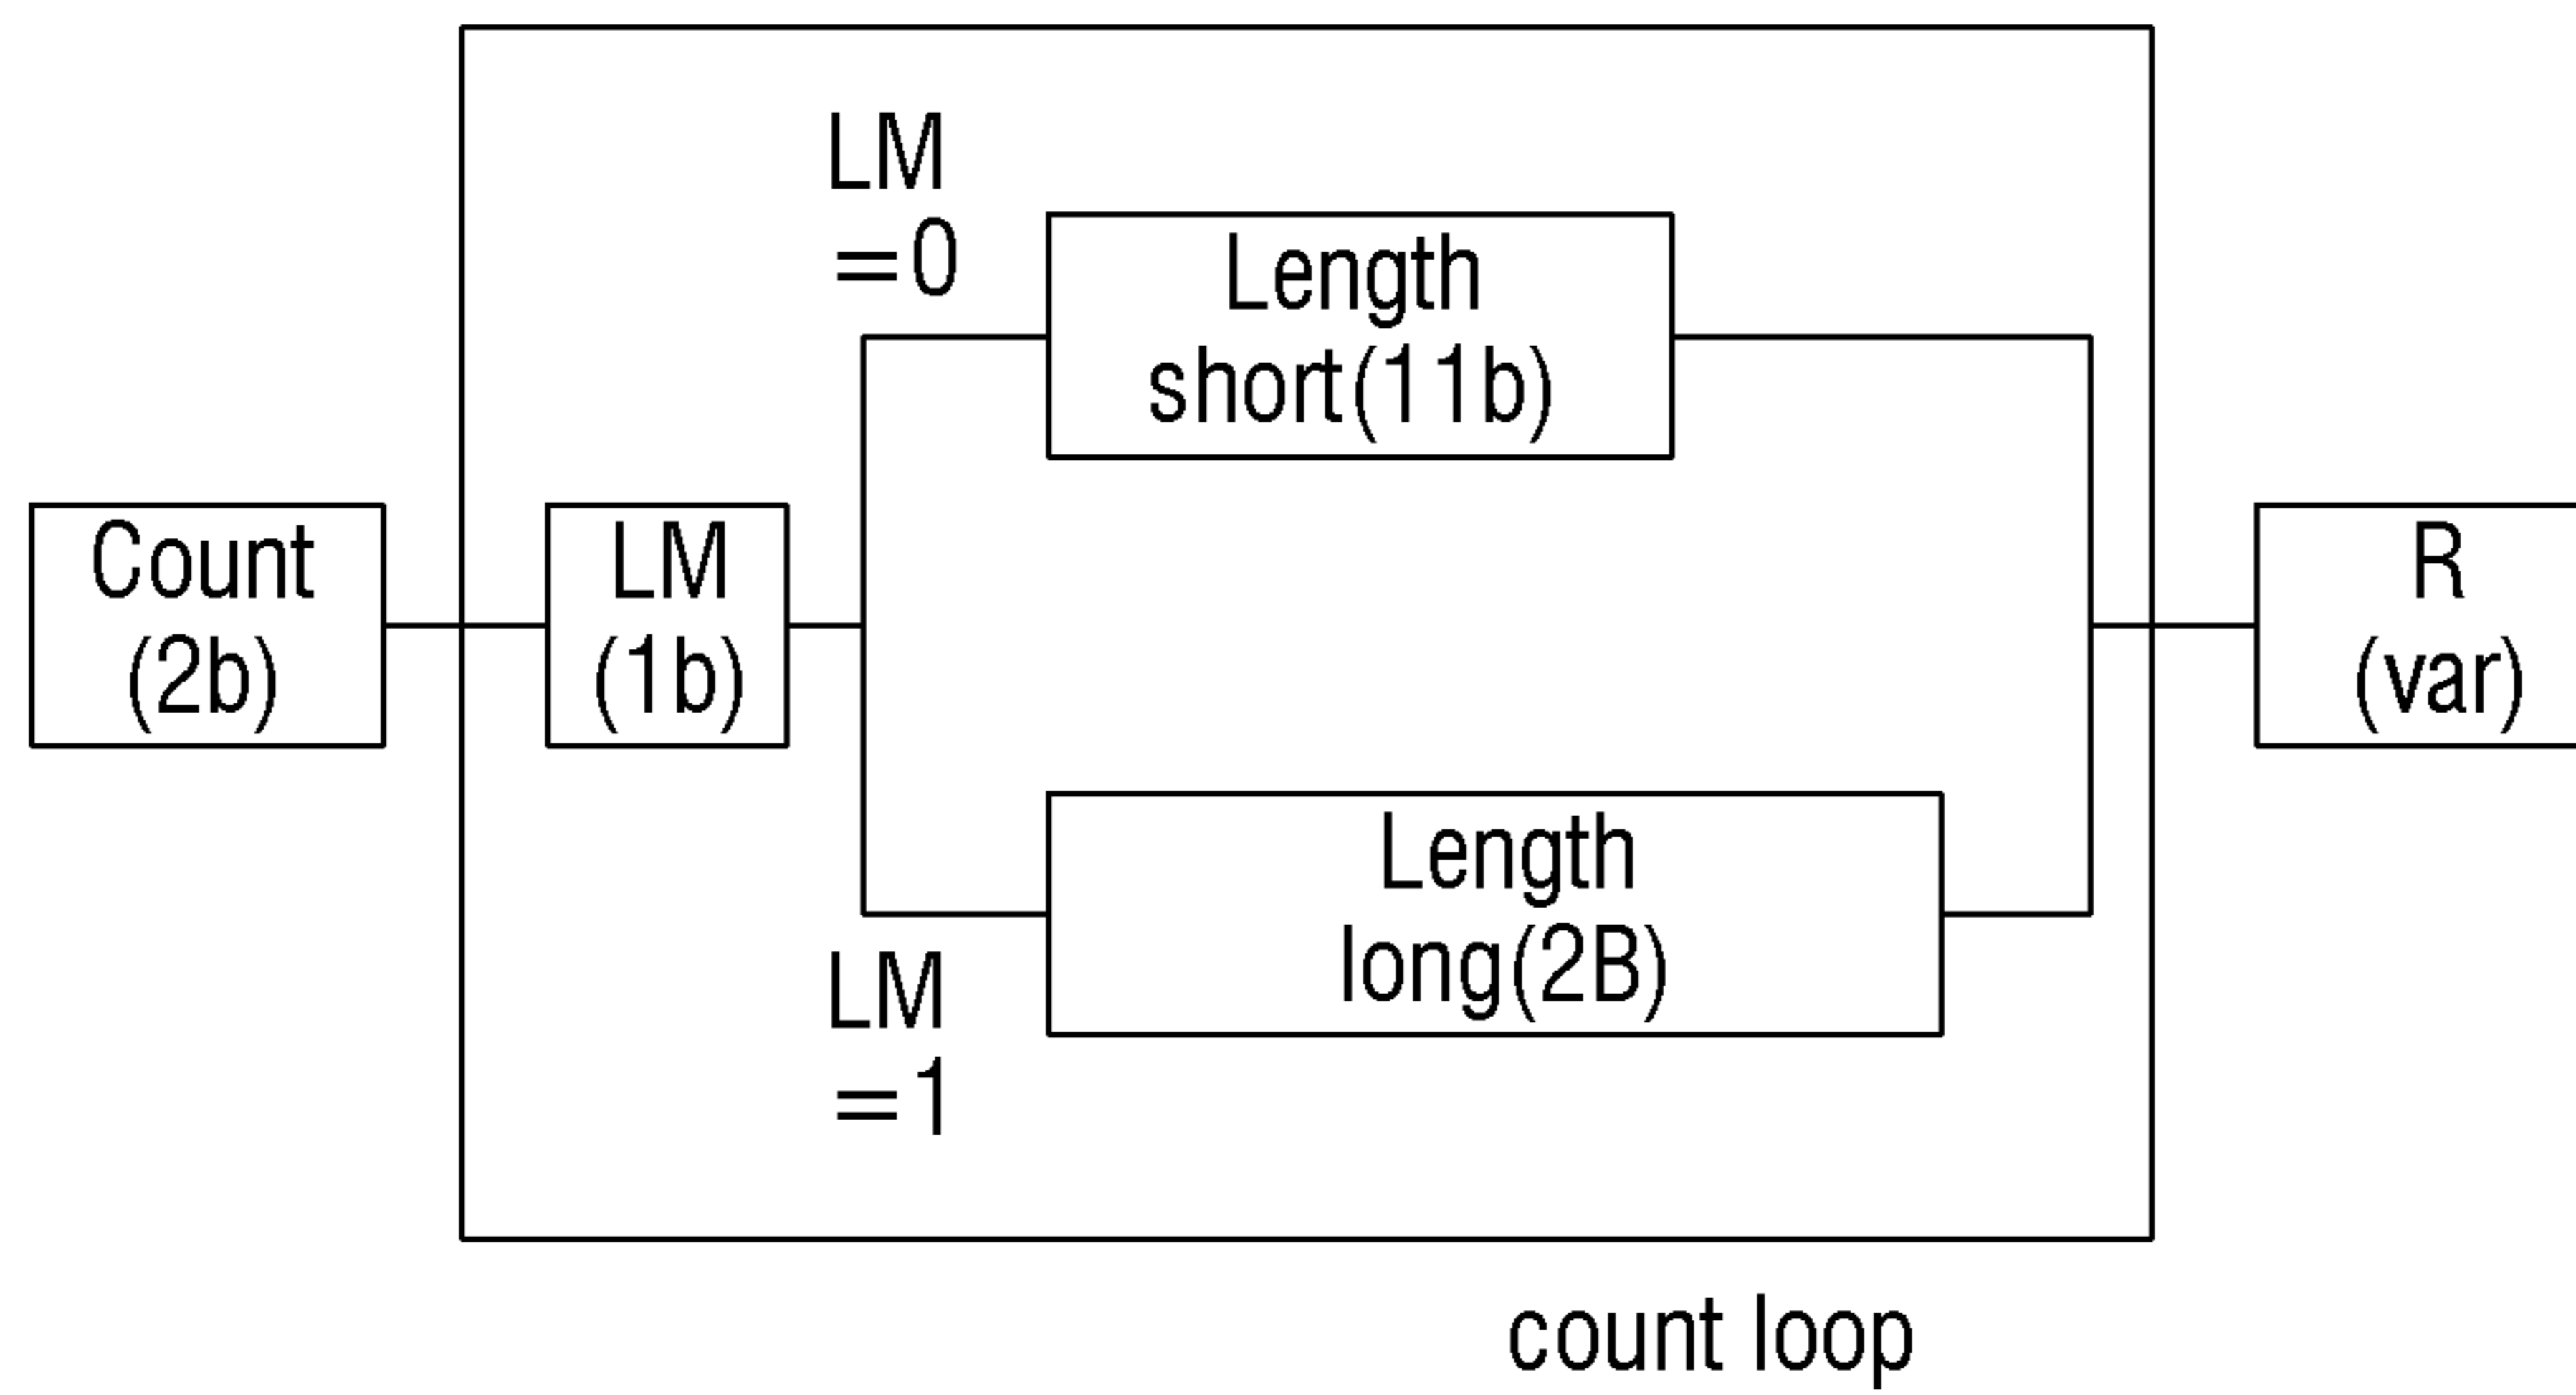 Count
(2b)
LM
(1b)
LM
=0
Length
short(11b)
LM
=1
Length
long(2B)
R
(var)
count loop